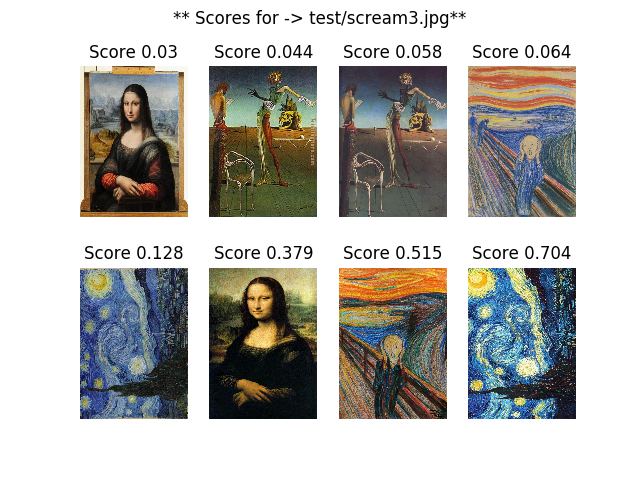 ** Scores for -> test/scream3.jpg**
Score 0.03
Score 0.044
Score 0.058
Score 0.064
Score 0.128
Score 0.379
Score 0.515
Score 0.704